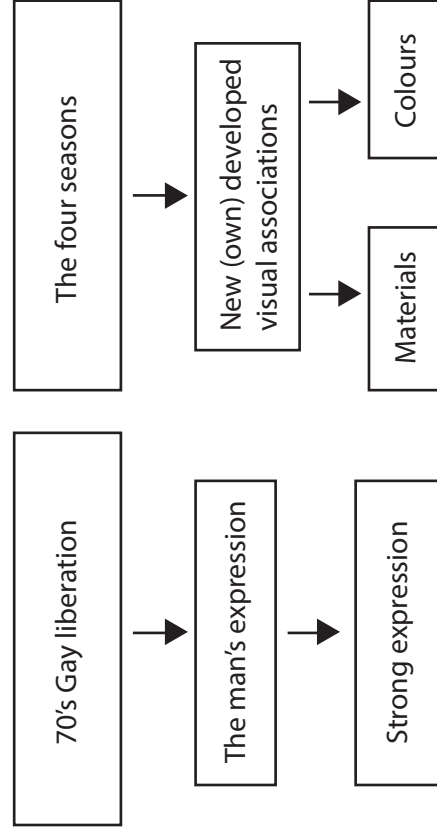 70's Gay liberation
The man's expression
Strong expression
The four seasons
New (own) developed
visual associations
Materials
Colours